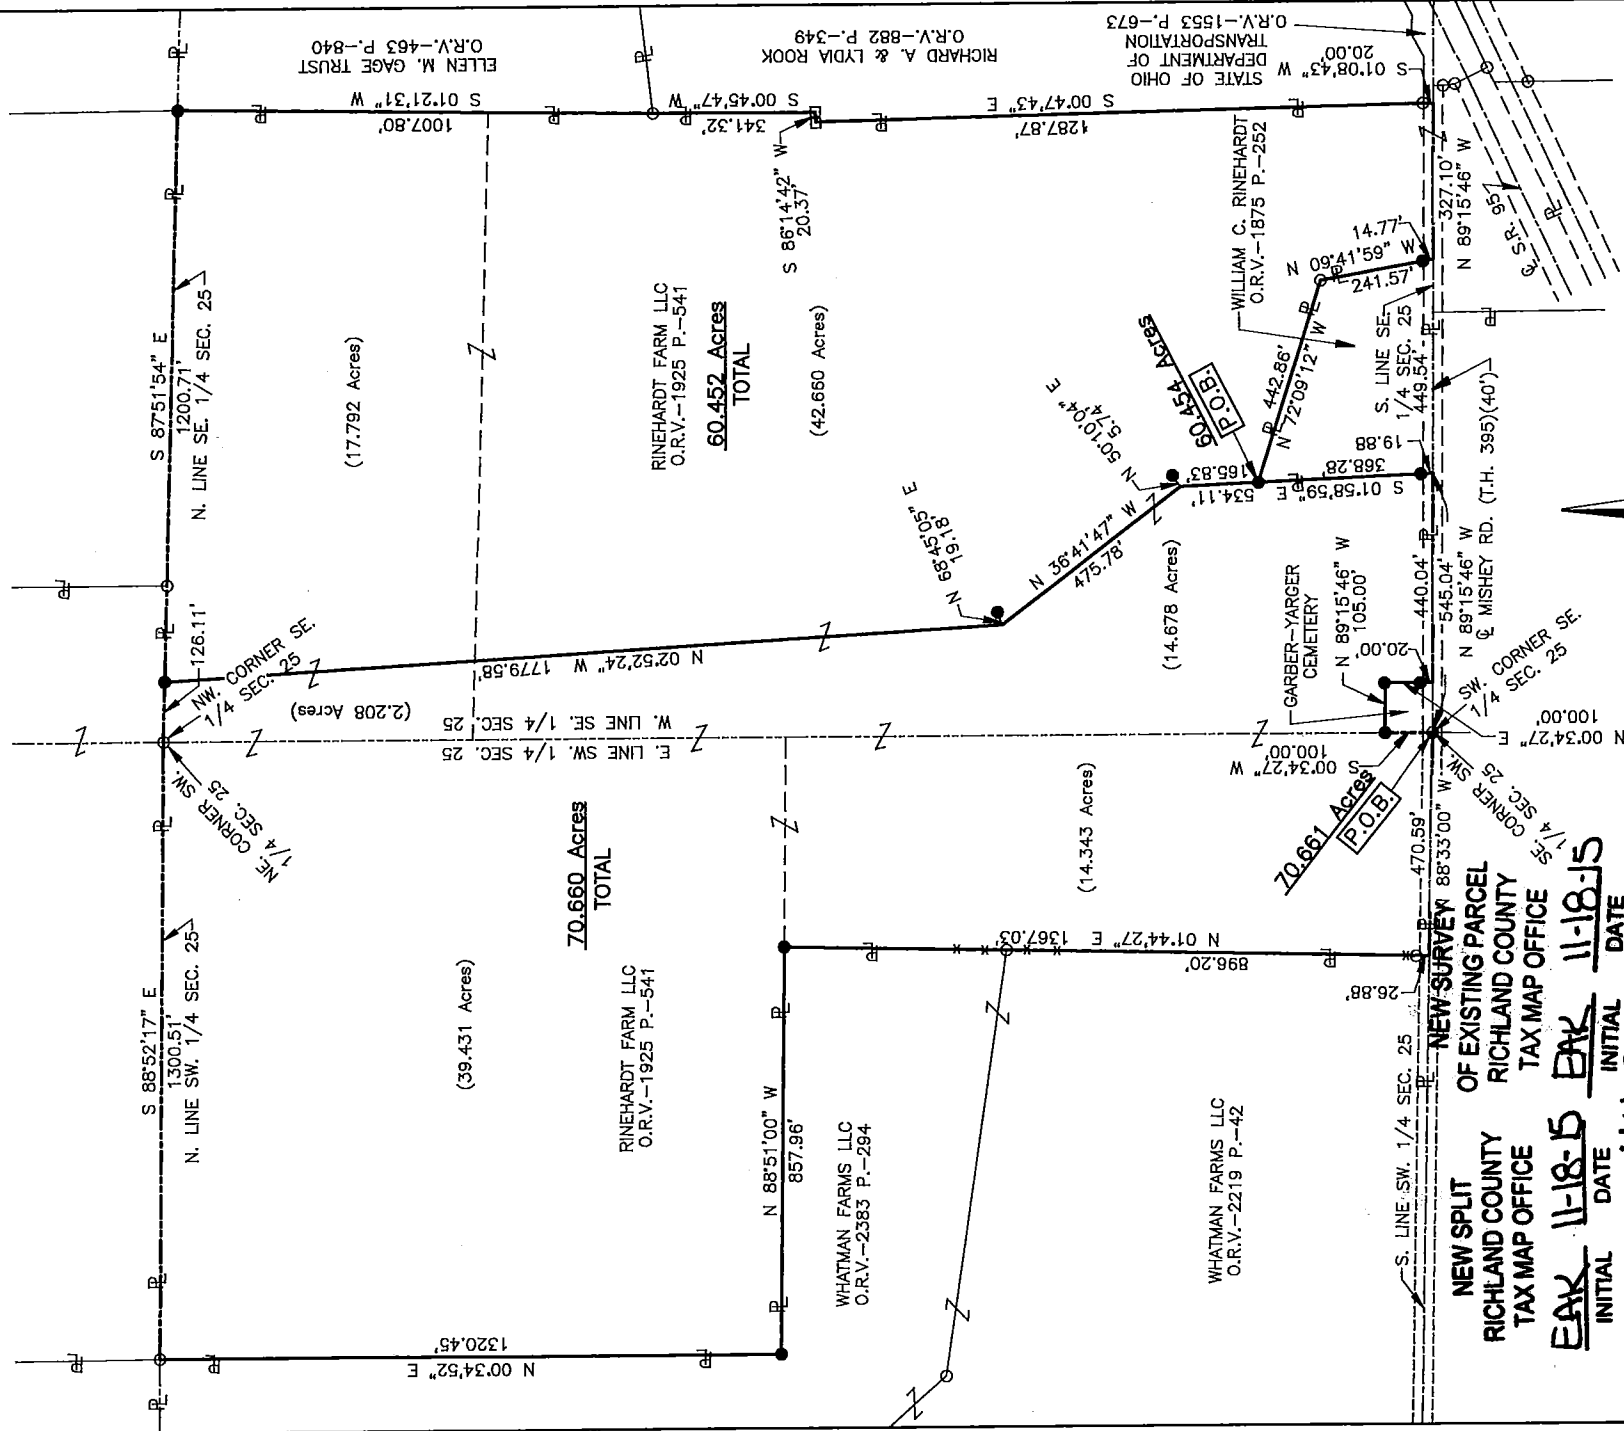 ELLEN M. GAGE TRUST
O.R.V.-463 P.-840
RICHARD A. & LYDIA ROOK
O.R.V.-882 P.-349
STATE OF OHIO
DEPARTMENT OF
TRANSPORTATION
O.R.V.-1553 P.-673
S 01°08'43" W
20.00'
S 01°21'31" W
1007.80'
S 00°45'47" W
341.32'
S 86°14'42" W
20.37'
S 00°47'43" E
1287.87'
WILLIAM C. RINEHARDT
O.R.V.-1875 P.-252
327.10'
N 89°15'46" W
℄ S.R. 95
14.77'
N 09°41'59" W
241.57'
442.86'
N 72°09'12" W
S. LINE SE.
1/4 SEC. 25
449.54'
S 87°51'54" E
1200.71'
N. LINE SE. 1/4 SEC. 25
(17.792 Acres)
RINEHARDT FARM LLC
O.R.V.-1925 P.-541
60.452 Acres
TOTAL
(42.660 Acres)
60.454 Acres
P.O.B.
N 50°10'04" E
5.74'
165.83'
534.11'
S 01°58'59" E
368.28'
19.88
℄ MISHEY RD. (T.H. 395)(40')
N 68°45'05" E
19.18'
N 36°41'47" W
475.78'
(14.678 Acres)
GARBER-YARGER
CEMETERY
N 89°15'46" W
105.00'
440.04'
545.04'
N 89°15'46" W
20.00'
126.11'
NW. CORNER SE.
1/4 SEC. 25
N 02°52'24" W 1779.58'
(2.208 Acres)
W. LINE SE. 1/4 SEC. 25
E. LINE SW. 1/4 SEC. 25
SW. CORNER SE.
1/4 SEC. 25
N 00°34'27" E
100.00'
S 00°34'27" W
100.00'
NE. CORNER SW.
1/4 SEC. 25
70.660 Acres
TOTAL
(14.343 Acres)
70.661 Acres
P.O.B.
SE. CORNER SW.
1/4 SEC. 25
470.59'
N 88°33'00" W
S 88°52'17" E
1300.51'
N. LINE SW. 1/4 SEC. 25
(39.431 Acres)
RINEHARDT FARM LLC
O.R.V.-1925 P.-541
N 01°44'27" E 1367.03'
896.20'
26.88'
N 88°51'00" W
857.96'
WHATMAN FARMS LLC
O.R.V.-2383 P.-294
WHATMAN FARMS LLC
O.R.V.-2219 P.-42
N 00°34'52" E
1320.45'
S. LINE SW. 1/4 SEC. 25
NEW SURVEY
OF EXISTING PARCEL
RICHLAND COUNTY
TAX MAP OFFICE
EAK 11-18-15
INITIAL DATE
NEW SPLIT
RICHLAND COUNTY
TAX MAP OFFICE
EAK 11-18-15
INITIAL DATE